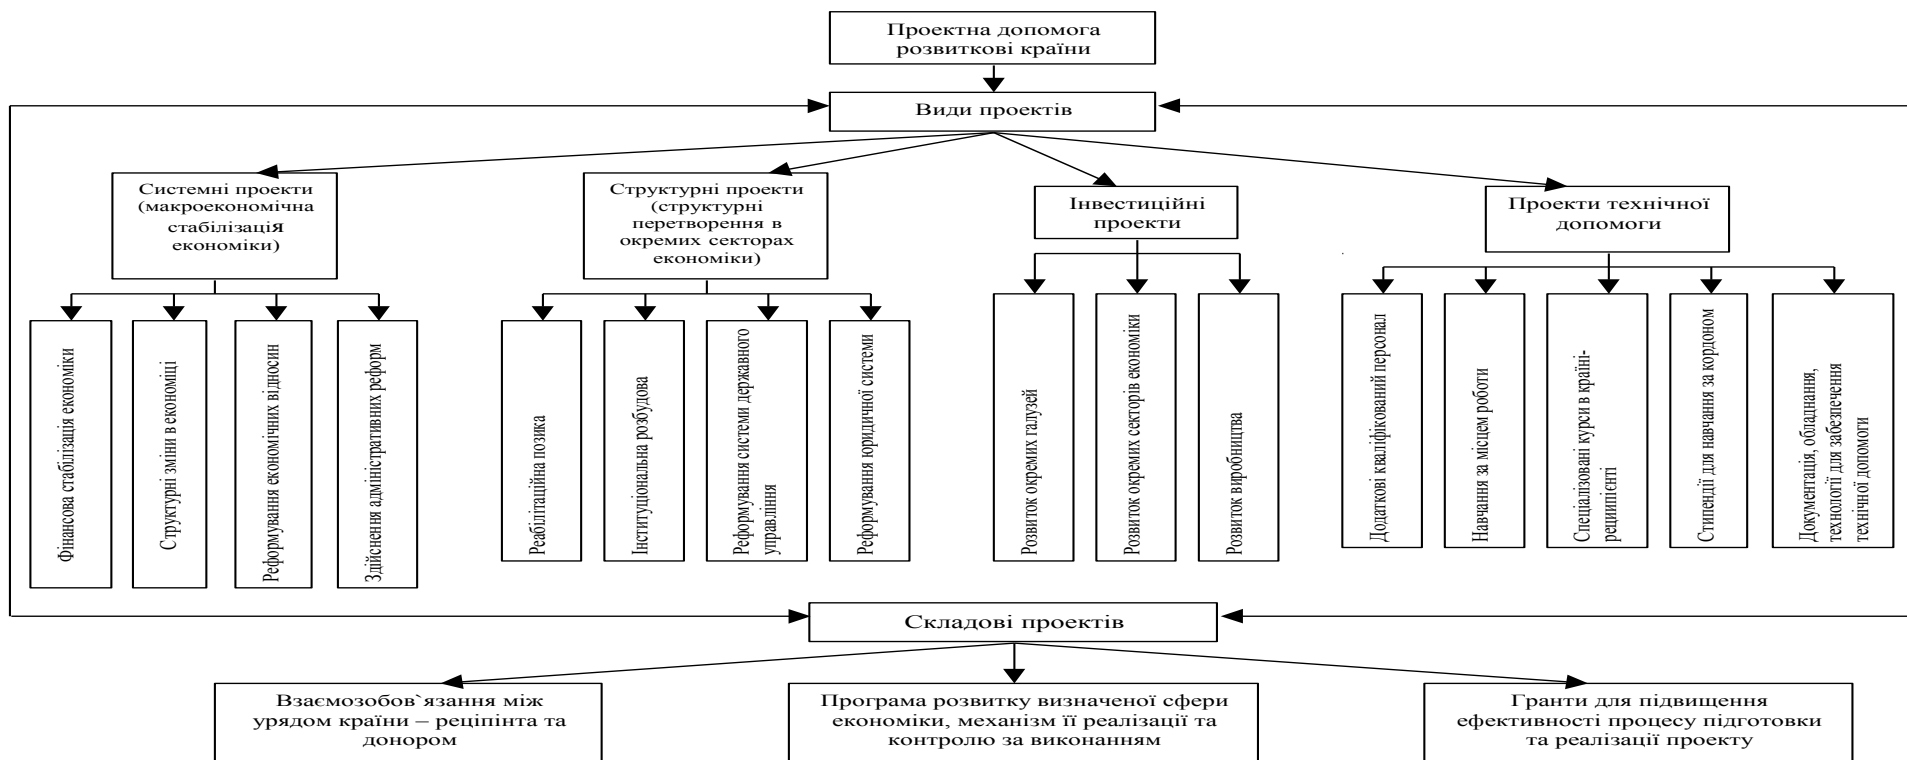 Проектна допомога
розвиткові країни
Види проектів
Системні проекти
(макроекономічна
стабілізація
економіки)
Структурні проекти
(структурні
перетворення в
окремих секторах
економіки)
Інвестиційні
проекти
Проекти технічної
допомоги
Фінансова стабілізація економіки
Структурні зміни в економіці
Реформування економічних відносин
Здійснення адміністративних реформ
Реабілітаційна позика
Інституціональна розбудова
Реформування системи державного
управління
Реформування юридичної системи
Розвиток окремих галузей
Розвиток окремих секторів економіки
Розвиток виробництва
Додаткові кваліфікований персонал
Навчання за місцем роботи
Спеціалізовані курси в країні-
реципієнті
Стипендії для навчання за кордоном
Документація, обладнання,
технології для забезпечення
технічної допомоги
Складові проектів
Взаємозобов`язання між
урядом країни – реціпінта та
донором
Програма розвитку визначеної сфери
економіки, механізм її реалізації та
контролю за виконанням
Гранти для підвищення
ефективності процесу підготовки
та реалізації проекту